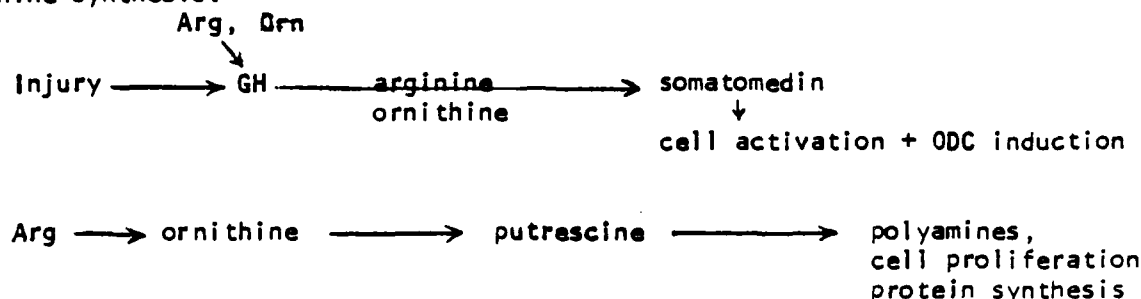 Arg, Orn
Injury → GH arginine → somatomedin
ornithine ↓
cell activation + ODC induction
Arg → ornithine → putrescine → polyamines,
cell proliferation
protein synthesis